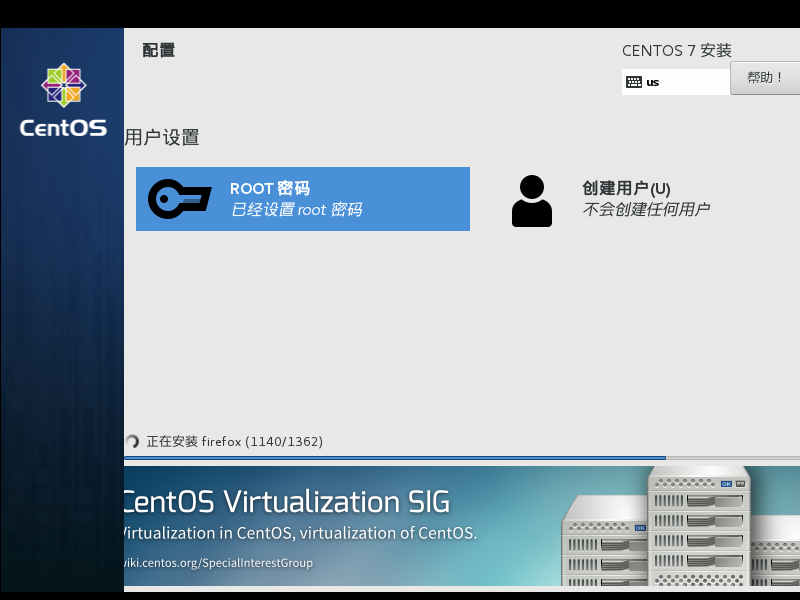 配置
CENTOS 7 安装
us
帮助！
CentOS
用户设置
ROOT 密码
已经设置 root 密码
创建用户(U)
不会创建任何用户
正在安装 firefox (1140/1362)
CentOS Virtualization SIG
Virtualization in CentOS, virtualization of CentOS.
wiki.centos.org/SpecialInterestGroup
OK
OK